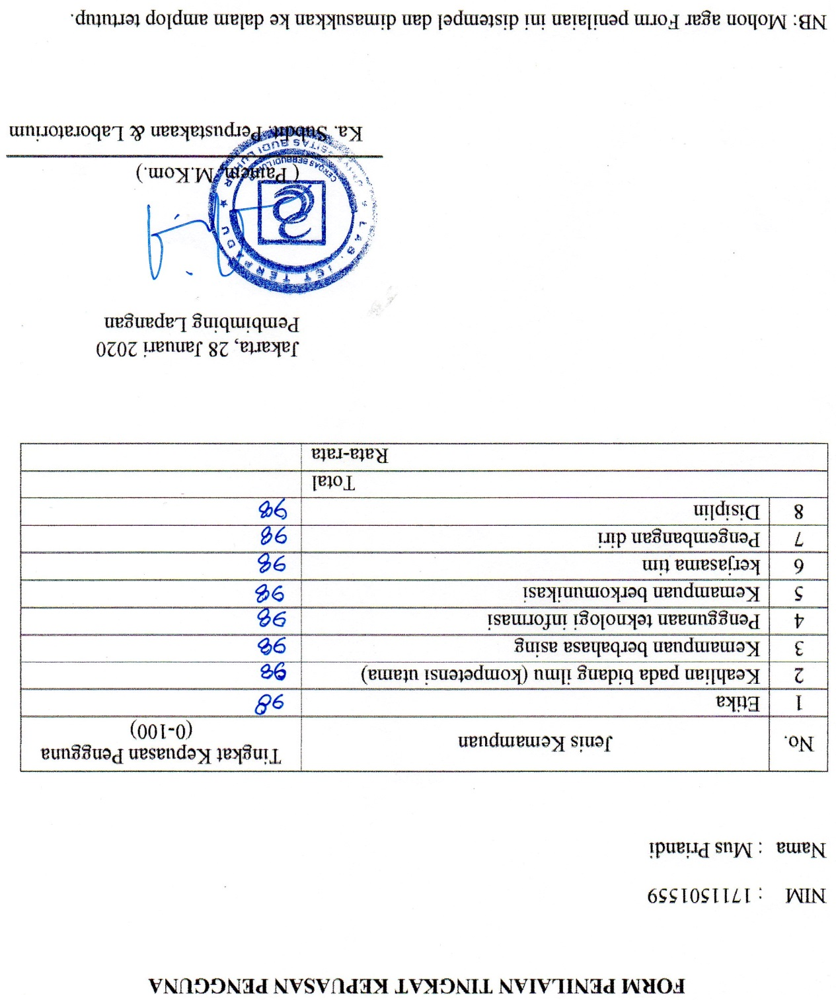 FORM PENILAIAN TINGKAT KEPUASAN PENGGUNA
NIM : 1711501559
Nama : Mus Priandi
No. Jenis Kemampuan Tingkat Kepuasan Pengguna (0-100)
1 Etika 98
2 Keahlian pada bidang ilmu (kompetensi utama) 98
3 Kemampuan berbahasa asing 98
4 Penggunaan teknologi informasi 98
5 Kemampuan berkomunikasi 98
6 kerjasama tim 98
7 Pengembangan diri 98
8 Disiplin 98
Total
Rata-rata
Jakarta, 28 Januari 2020
Pembimbing Lapangan
LAB. ICT TERPADU
CERDAS BERBUDI LUHUR
UNIVERSITAS BUDI LUHUR
( Painem, M.Kom. )
Ka. Subdit. Perpustakaan & Laboratorium
NB: Mohon agar Form penilaian ini distempel dan dimasukkan ke dalam amplop tertutup.